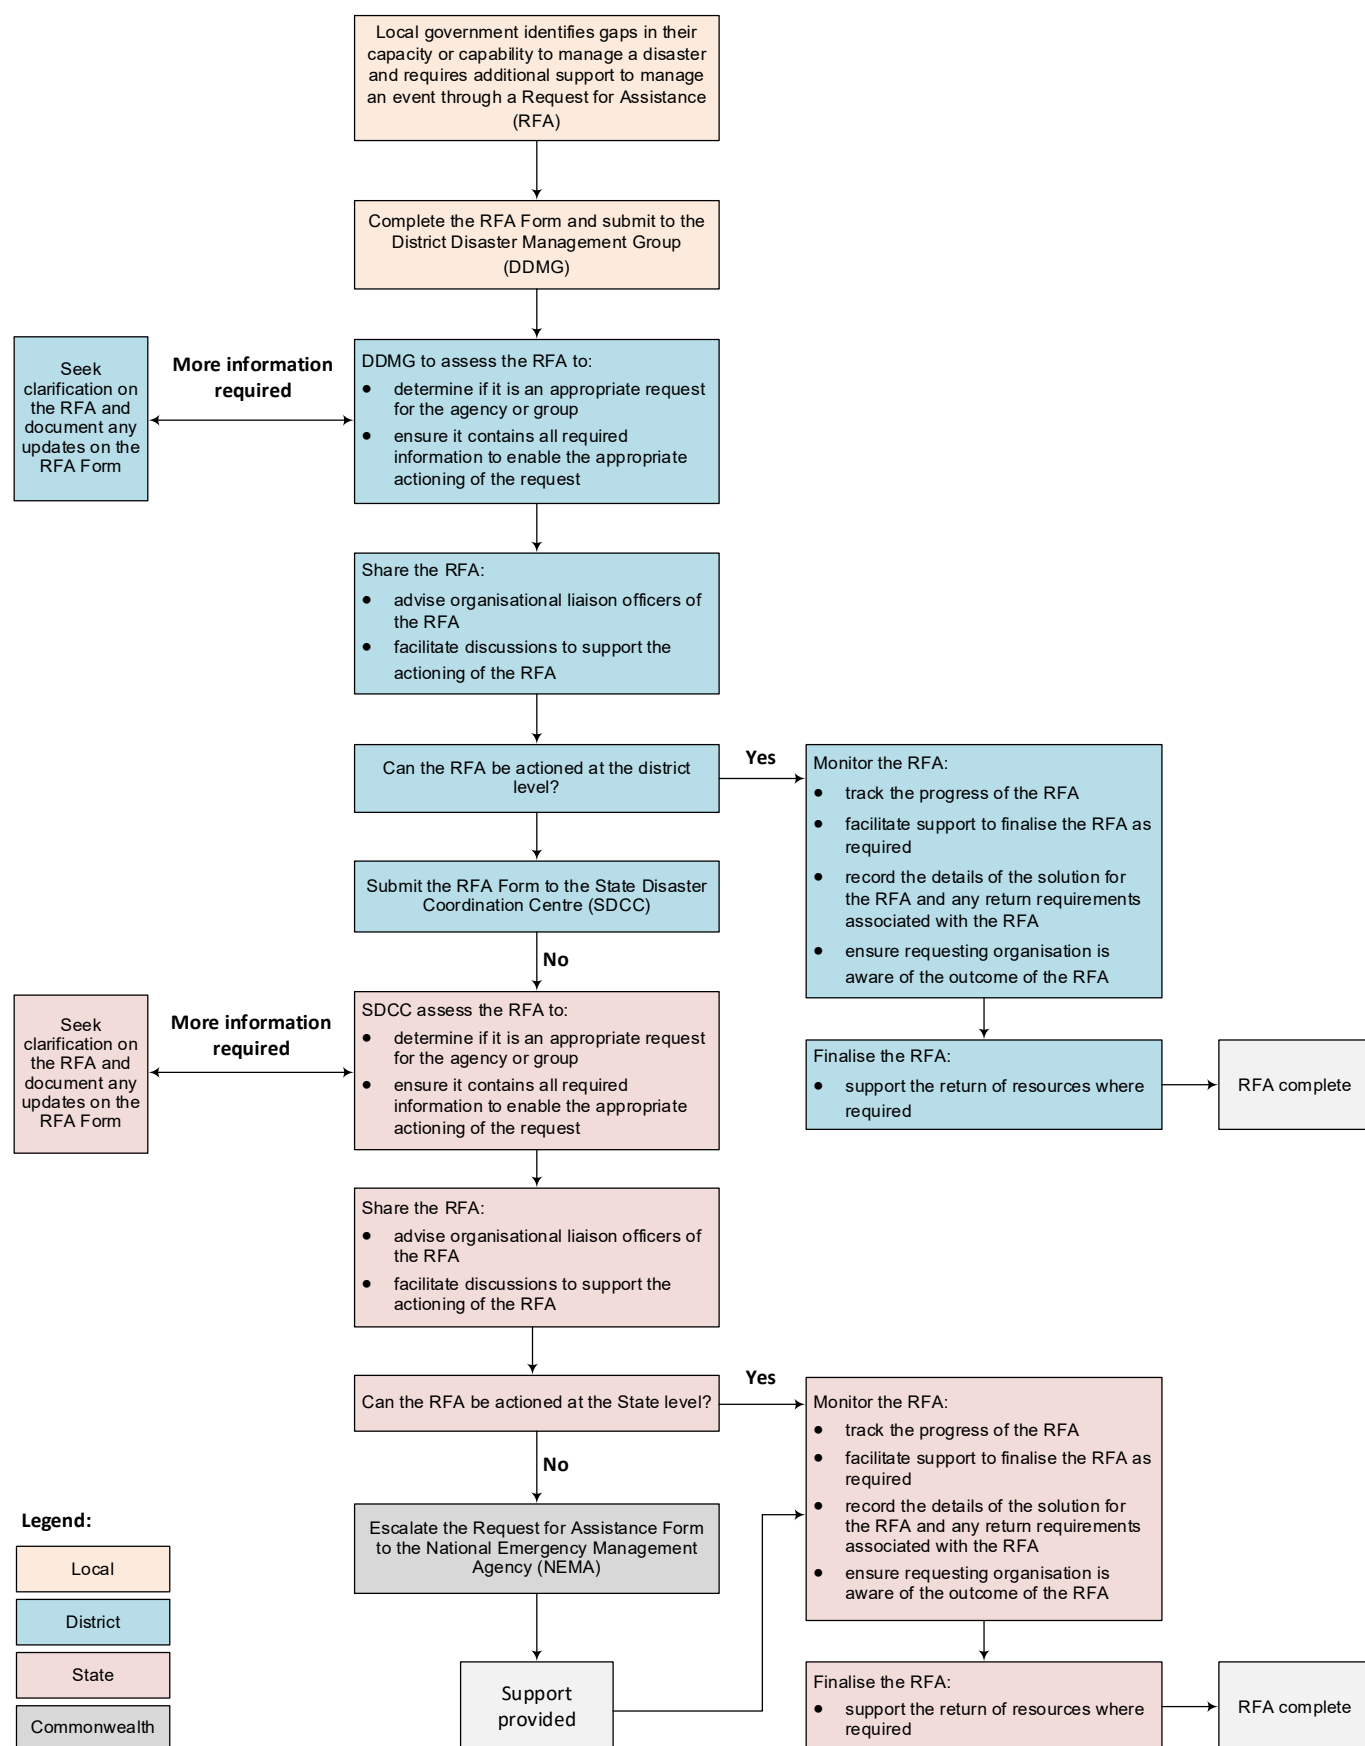 Local government identifies gaps in their
capacity or capability to manage a disaster
and requires additional support to manage
an event through a Request for Assistance
(RFA)
Complete the RFA Form and submit to the
District Disaster Management Group
(DDMG)
Seek
clarification on
the RFA and
document any
updates on the
RFA Form
More information
required
DDMG to assess the RFA to:
● determine if it is an appropriate request
for the agency or group
● ensure it contains all required
information to enable the appropriate
actioning of the request
Share the RFA:
● advise organisational liaison officers of
the RFA
● facilitate discussions to support the
actioning of the RFA
Can the RFA be actioned at the district
level?
Yes
Monitor the RFA:
● track the progress of the RFA
● facilitate support to finalise the RFA as
required
● record the details of the solution for
the RFA and any return requirements
associated with the RFA
● ensure requesting organisation is
aware of the outcome of the RFA
Submit the RFA Form to the State Disaster
Coordination Centre (SDCC)
No
Finalise the RFA:
● support the return of resources where
required
RFA complete
Seek
clarification on
the RFA and
document any
updates on the
RFA Form
More information
required
SDCC assess the RFA to:
● determine if it is an appropriate request
for the agency or group
● ensure it contains all required
information to enable the appropriate
actioning of the request
Share the RFA:
● advise organisational liaison officers of
the RFA
● facilitate discussions to support the
actioning of the RFA
Can the RFA be actioned at the State level?
Yes
Monitor the RFA:
● track the progress of the RFA
● facilitate support to finalise the RFA as
required
● record the details of the solution for
the RFA and any return requirements
associated with the RFA
● ensure requesting organisation is
aware of the outcome of the RFA
No
Escalate the Request for Assistance Form
to the National Emergency Management
Agency (NEMA)
Support
provided
Finalise the RFA:
● support the return of resources where
required
RFA complete
Legend:
Local
District
State
Commonwealth